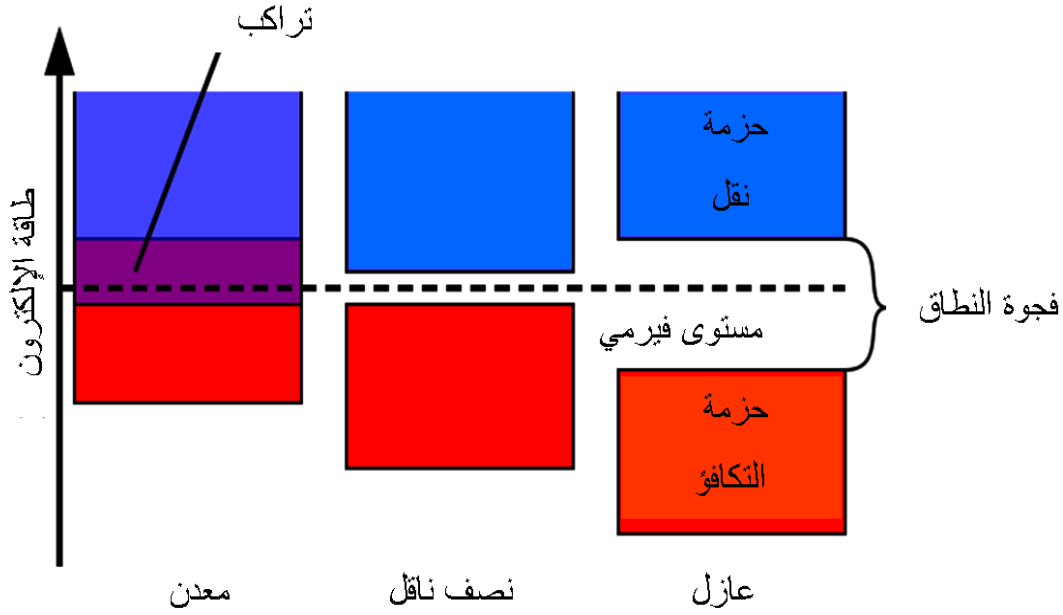 تراكب
حزمة
نقل
طاقة الإلكترون
فجوة النطاق
مستوى فيرمي
حزمة
التكافؤ
معدن
نصف ناقل
عازل